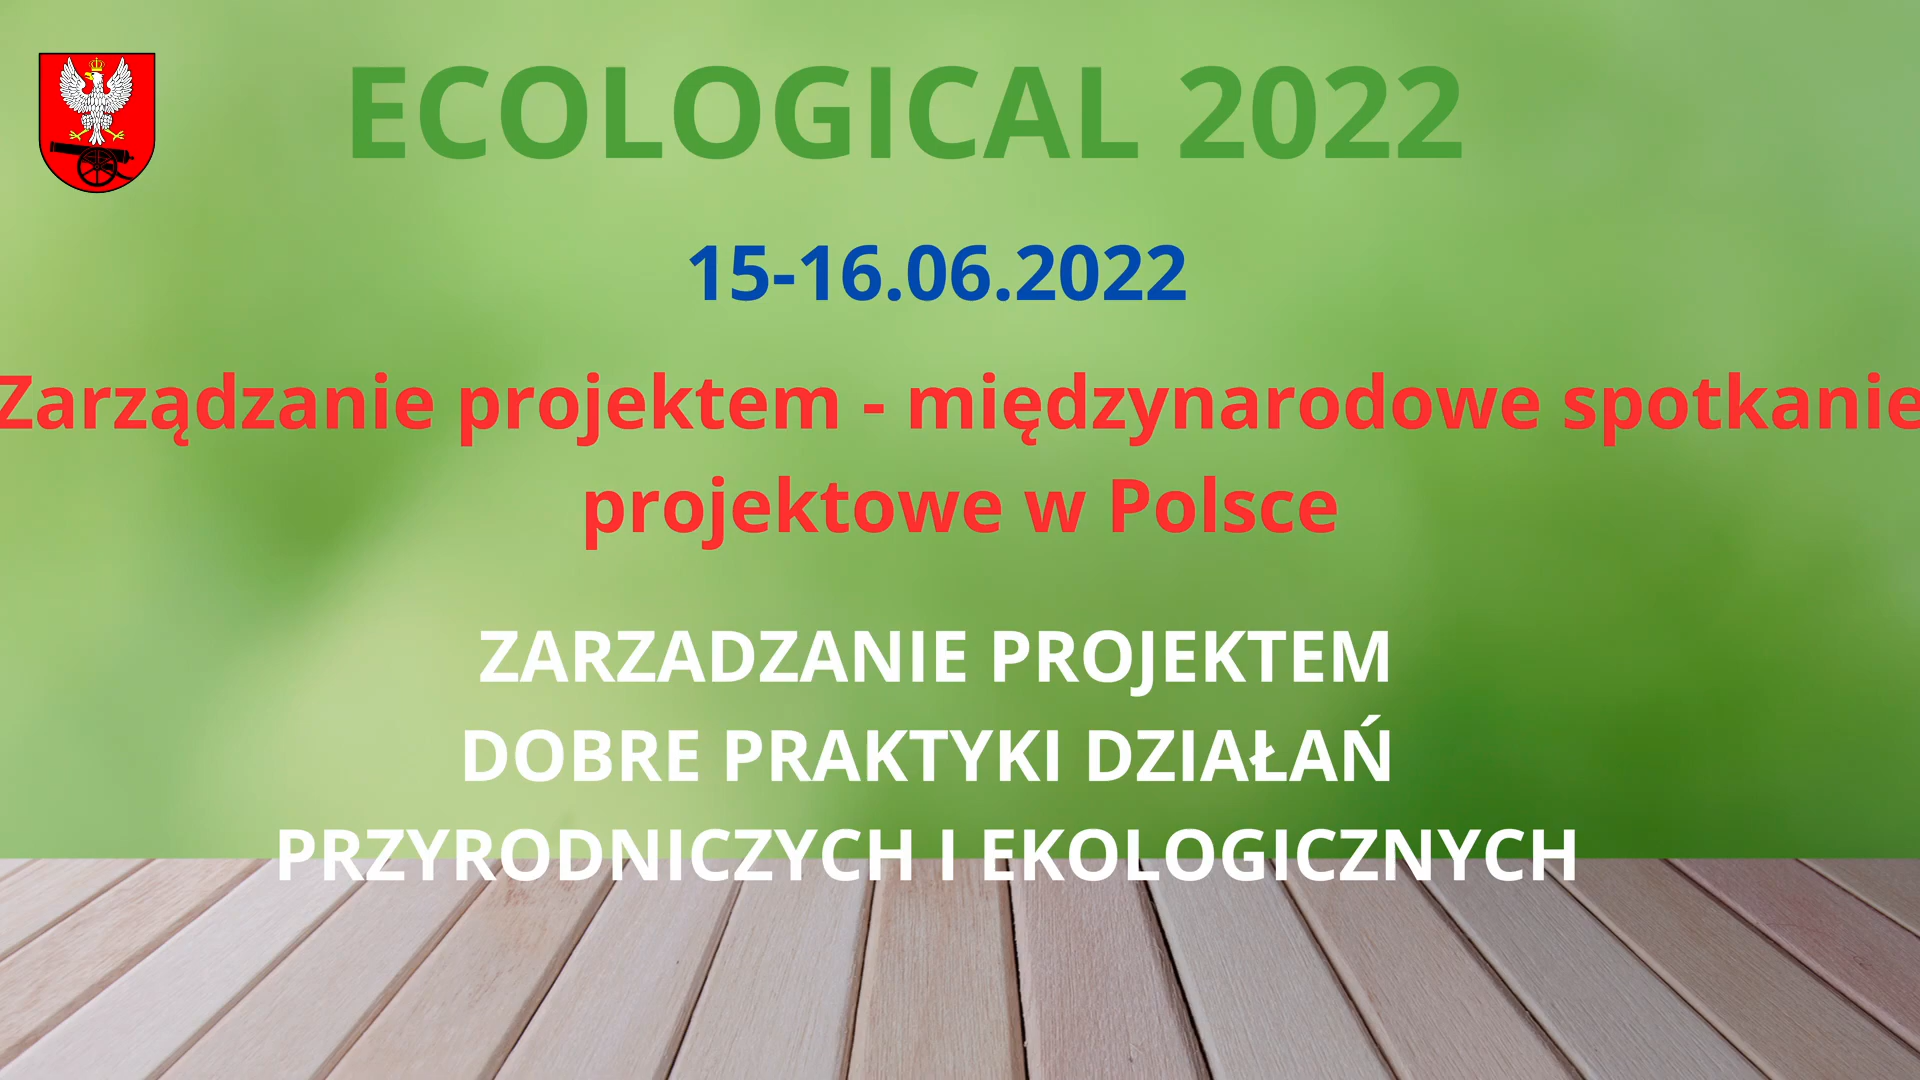 ECOLOGICAL 2022
15-16.06.2022
Zarządzanie projektem - międzynarodowe spotkanie
projektowe w Polsce
ZARZADZANIE PROJEKTEM
DOBRE PRAKTYKI DZIAŁAŃ
PRZYRODNICZYCH I EKOLOGICZNYCH